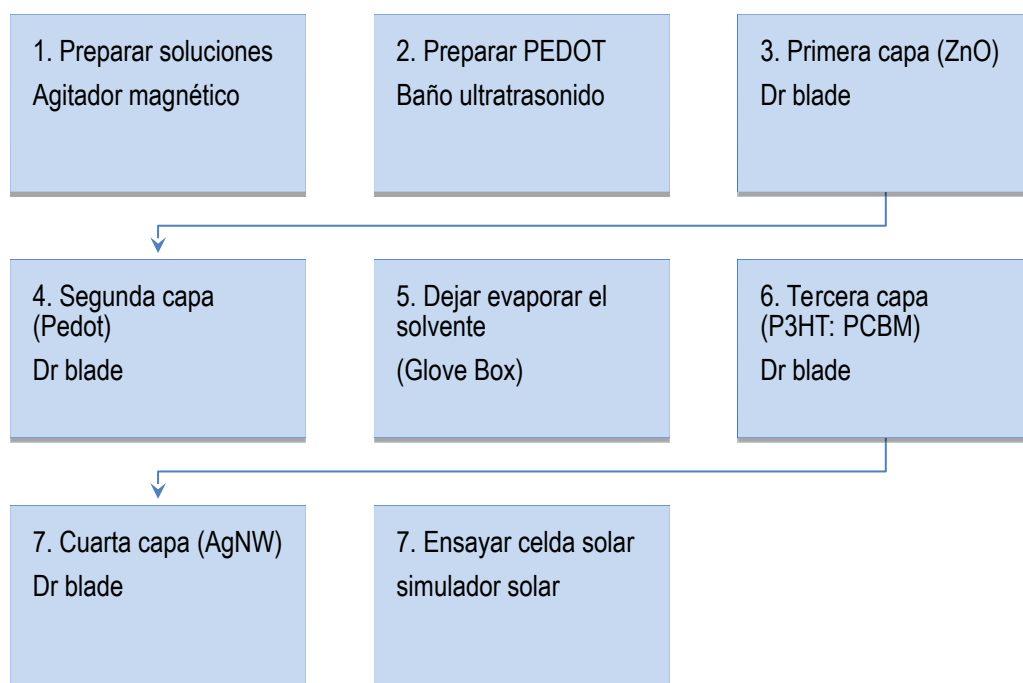 1. Preparar soluciones
Agitador magnético
2. Preparar PEDOT
Baño ultratrasonido
3. Primera capa (ZnO)
Dr blade
4. Segunda capa
(Pedot)
Dr blade
5. Dejar evaporar el
solvente
(Glove Box)
6. Tercera capa
(P3HT: PCBM)
Dr blade
7. Cuarta capa (AgNW)
Dr blade
7. Ensayar celda solar
simulador solar